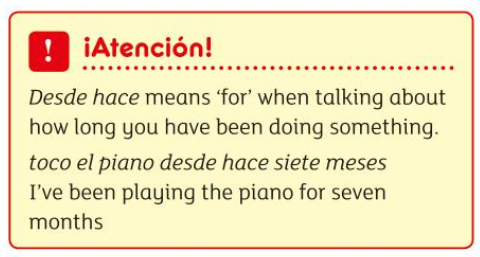 ! ¡Atención!
Desde hace means ‘for’ when talking about
how long you have been doing something.
toco el piano desde hace siete meses
I’ve been playing the piano for seven
months